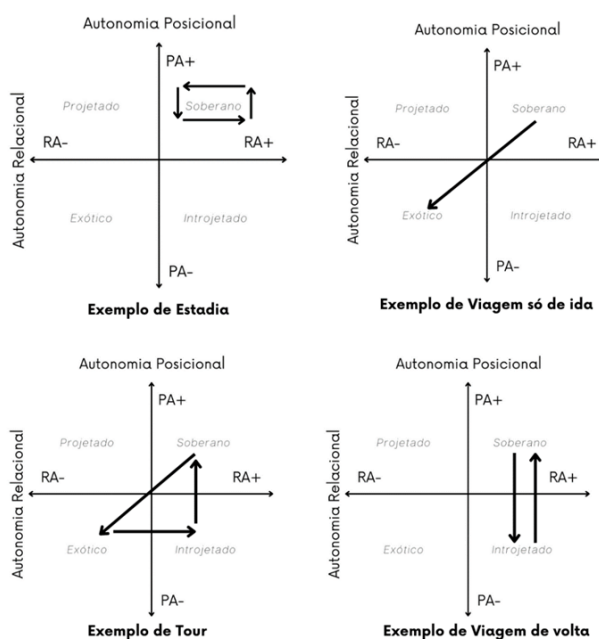 Autonomia Posicional
PA+
Projetado
Soberano
RA-
RA+
Autonomia Relacional
Exótico
Introjetado
PA-
Exemplo de Estadia
Autonomia Posicional
PA+
Projetado
Soberano
RA-
RA+
Autonomia Relacional
Exótico
Introjetado
PA-
Exemplo de Viagem só de ida
Autonomia Posicional
PA+
Projetado
Soberano
RA-
RA+
Autonomia Relacional
Exótico
Introjetado
PA-
Exemplo de Tour
Autonomia Posicional
PA+
Projetado
Soberano
RA-
RA+
Autonomia Relacional
Exótico
Introjetado
PA-
Exemplo de Viagem de volta